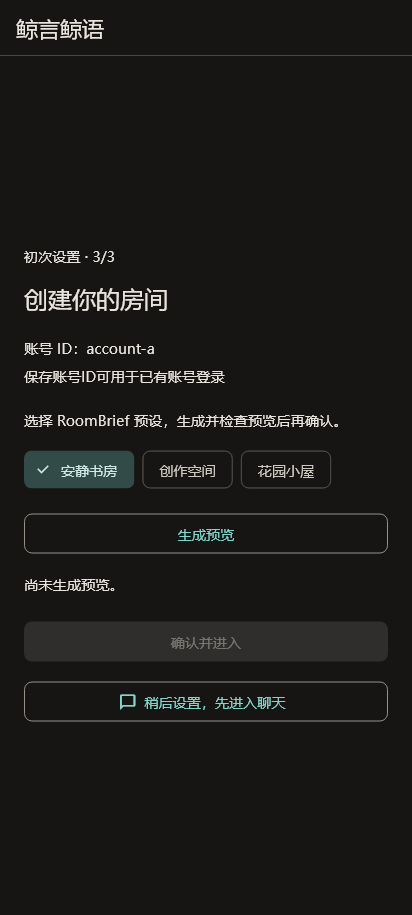 鲸言鲸语
初次设置 · 3/3
创建你的房间
账号 ID：account-a
保存账号ID可用于已有账号登录
选择 RoomBrief 预设，生成并检查预览后再确认。
安静书房
创作空间
花园小屋
生成预览
尚未生成预览。
确认并进入
稍后设置，先进入聊天